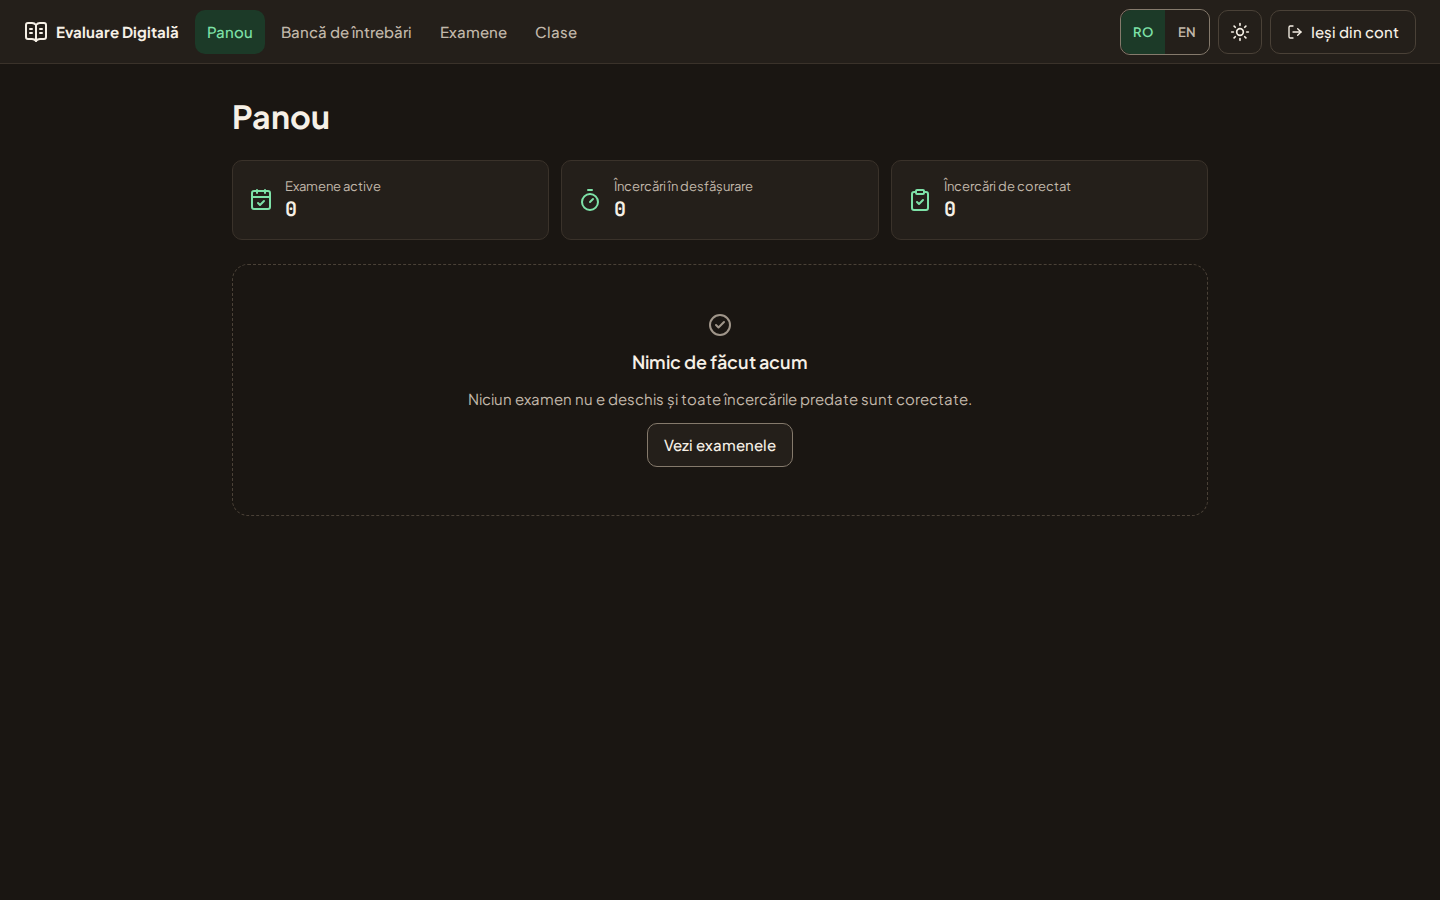 Evaluare Digitală
Panou
Bancă de întrebări
Examene
Clase
RO
EN
Ieși din cont
Panou
Examene active
0
Încercări în desfășurare
0
Încercări de corectat
0
Nimic de făcut acum
Niciun examen nu e deschis și toate încercările predate sunt corectate.
Vezi examenele